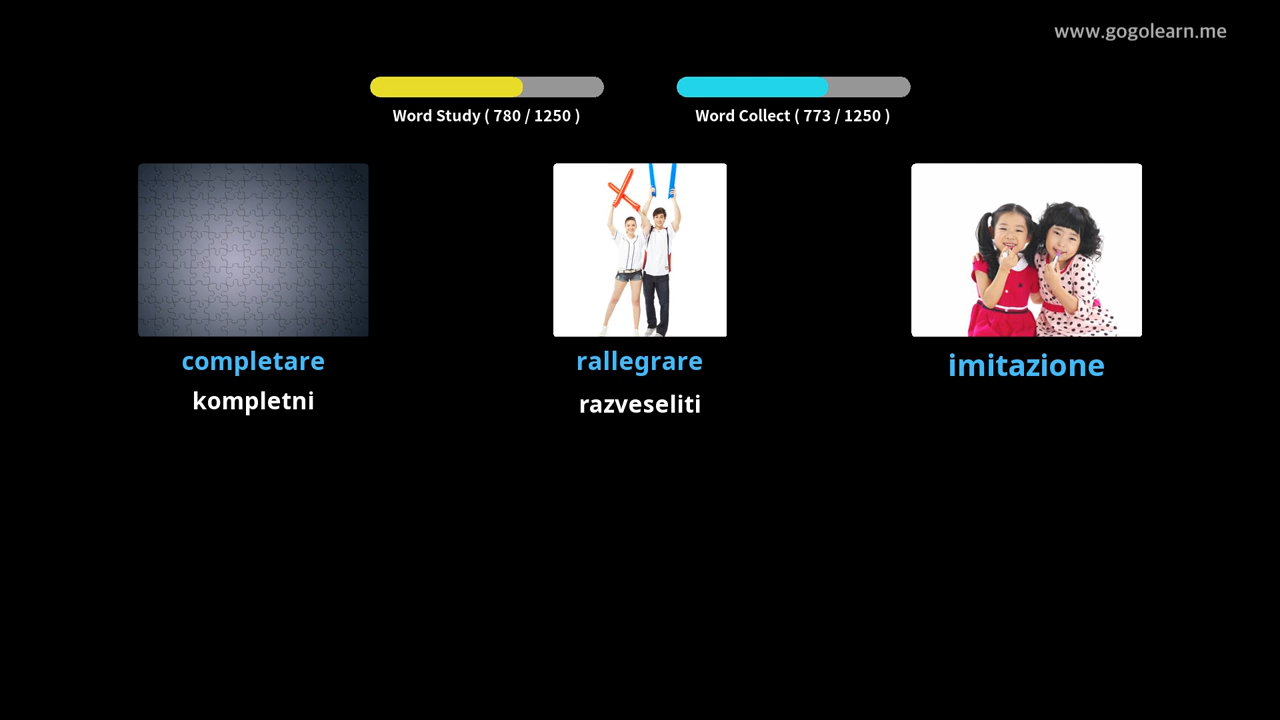 www.gogolearn.me
Word Study ( 780 / 1250 )
Word Collect ( 773 / 1250 )
completare
kompletni
rallegrare
razveseliti
imitazione